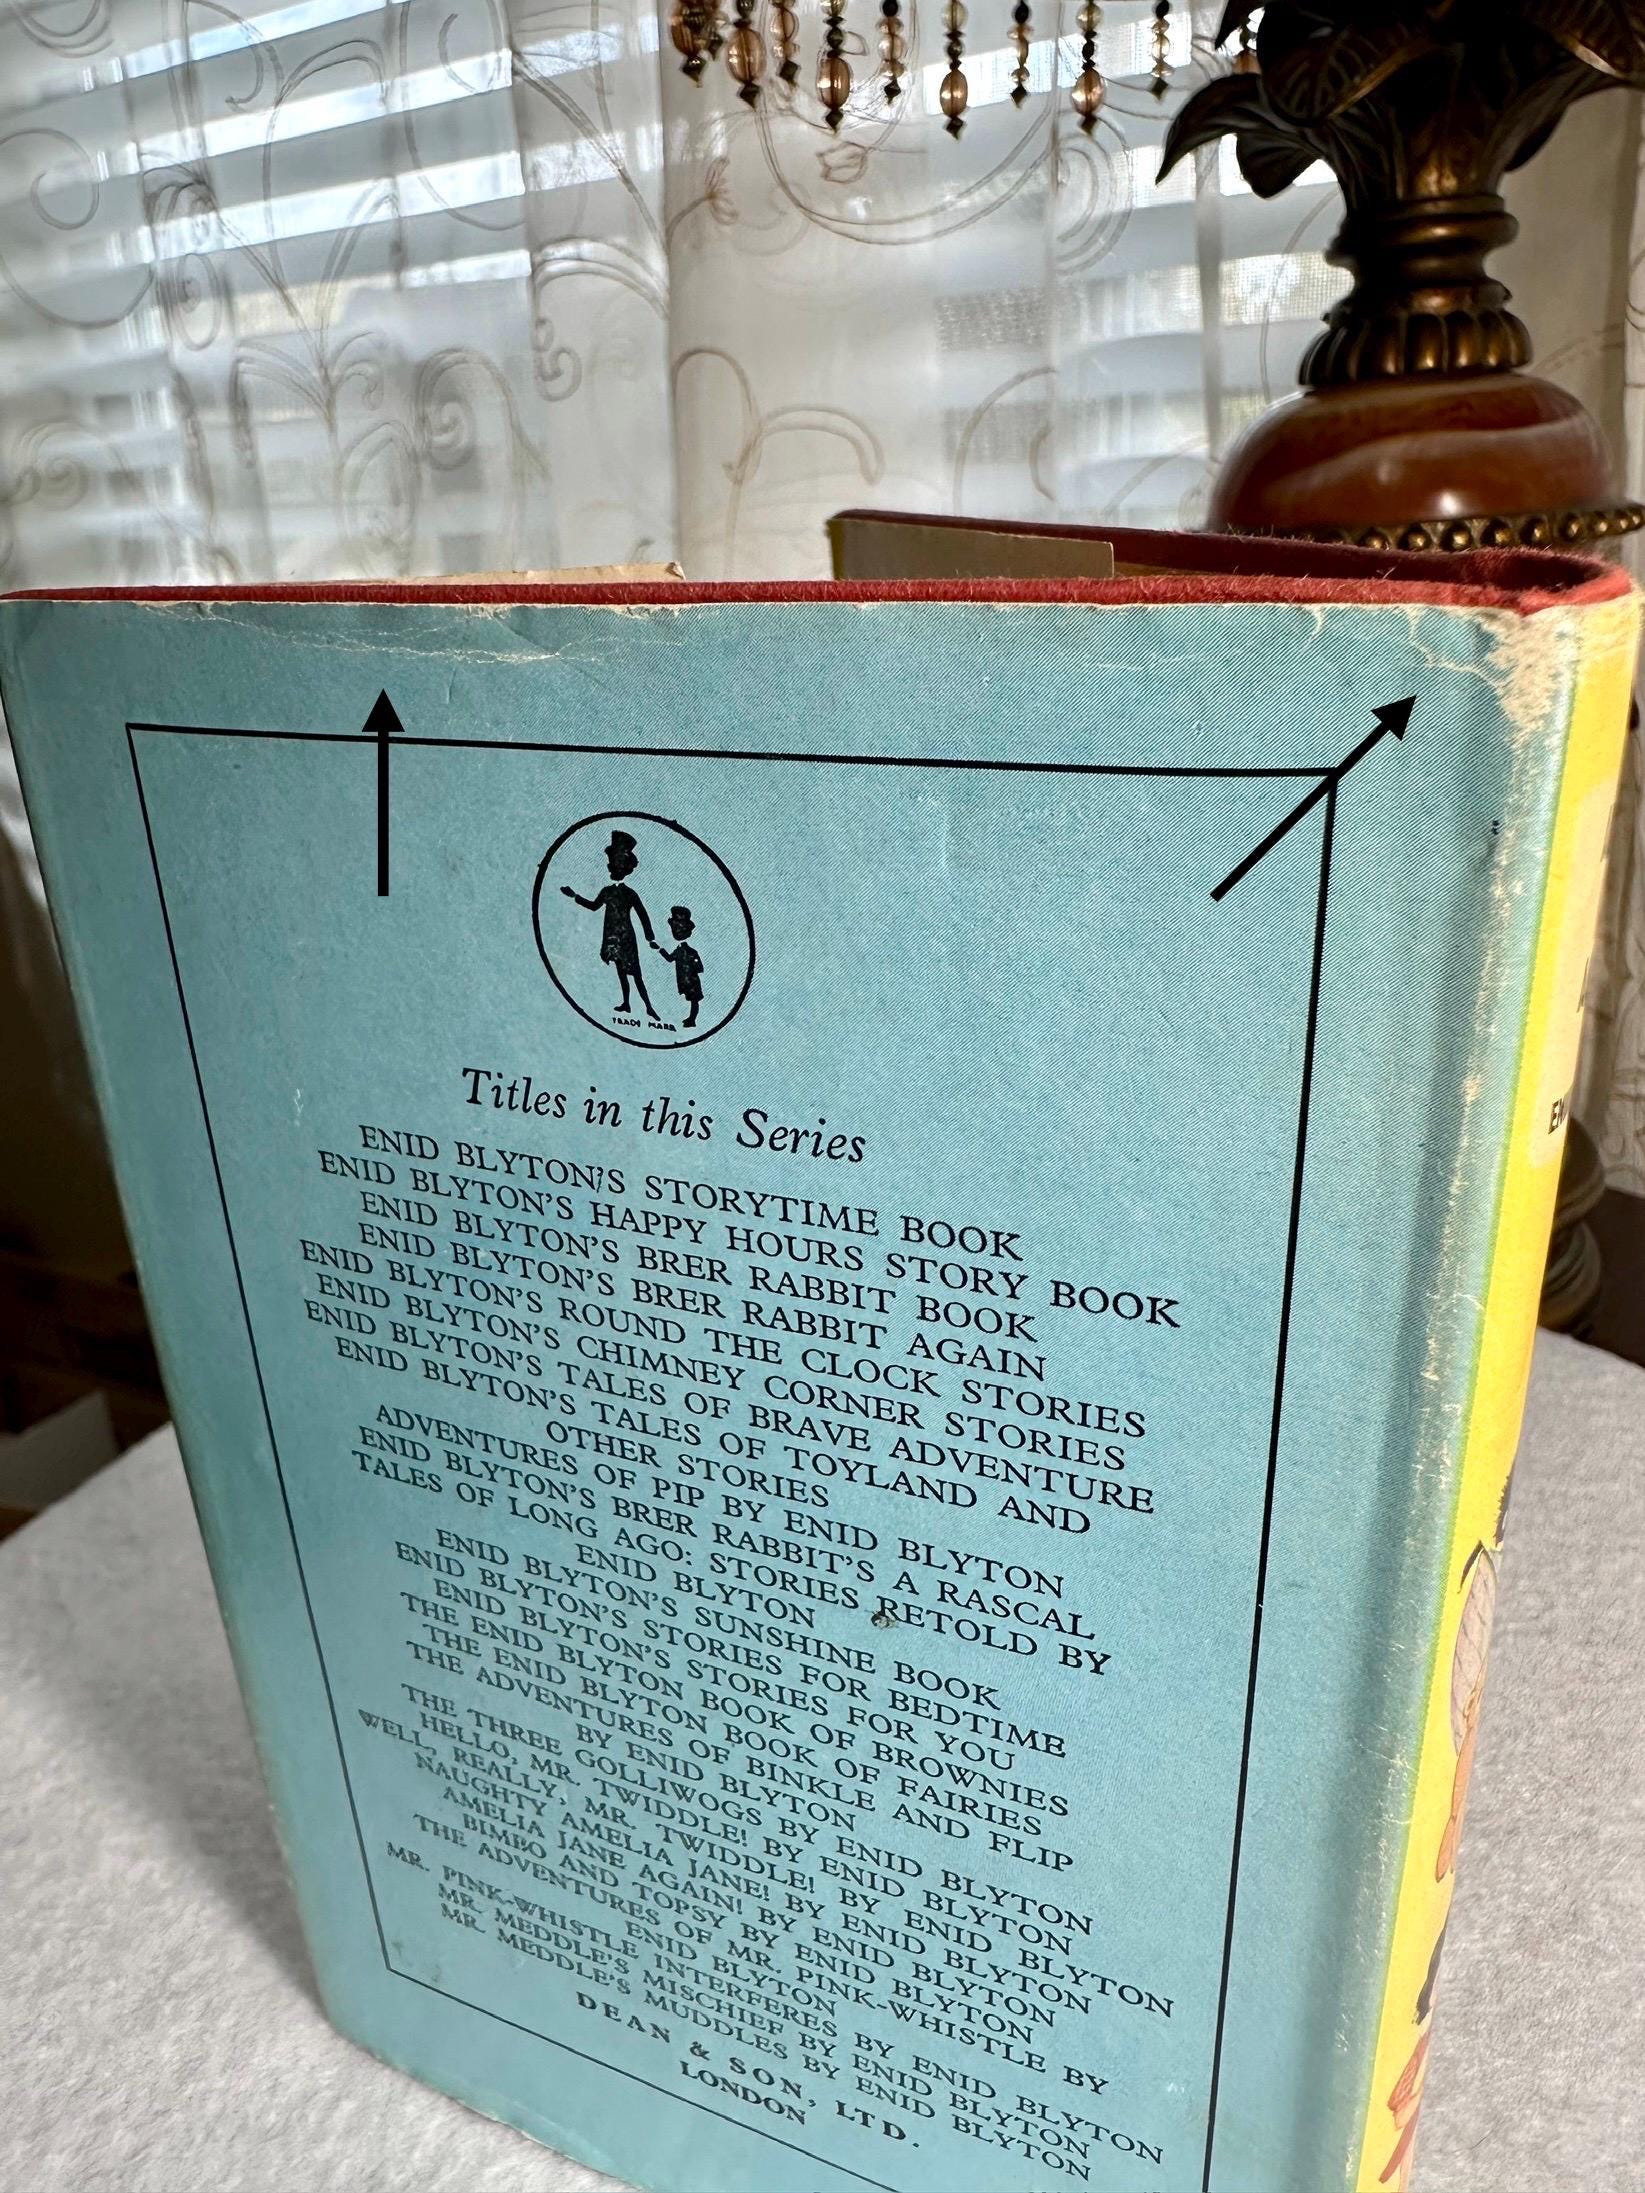 TRADE MARK
Titles in this Series
ENID BLYTON'S STORYTIME BOOK
ENID BLYTON'S HAPPY HOURS STORY BOOK
ENID BLYTON'S BRER RABBIT BOOK
ENID BLYTON'S BRER RABBIT AGAIN
ENID BLYTON'S ROUND THE CLOCK STORIES
ENID BLYTON'S CHIMNEY CORNER STORIES
ENID BLYTON'S TALES OF BRAVE ADVENTURE
ENID BLYTON'S TALES OF TOYLAND AND
OTHER STORIES
ADVENTURES OF PIP BY ENID BLYTON
ENID BLYTON'S BRER RABBIT'S A RASCAL
TALES OF LONG AGO: STORIES RETOLD BY
ENID BLYTON
ENID BLYTON'S SUNSHINE BOOK
ENID BLYTON'S STORIES FOR BEDTIME
ENID BLYTON'S STORIES FOR YOU
THE ENID BLYTON BOOK OF BROWNIES
THE ENID BLYTON BOOK OF FAIRIES
THE ADVENTURES OF BINKLE AND FLIP
BY ENID BLYTON
THE THREE GOLLIWOGS BY ENID BLYTON
HELLO, MR. TWIDDLE! BY ENID BLYTON
WELL, REALLY, MR. TWIDDLE! BY ENID BLYTON
NAUGHTY AMELIA JANE! BY ENID BLYTON
AMELIA JANE AGAIN! BY ENID BLYTON
BIMBO AND TOPSY BY ENID BLYTON
THE ADVENTURES OF MR. PINK-WHISTLE BY
ENID BLYTON
MR. PINK-WHISTLE INTERFERES BY ENID BLYTON
MR. MEDDLE'S MISCHIEF BY ENID BLYTON
MR. MEDDLE'S MUDDLES BY ENID BLYTON
DEAN & SON, LTD.
LONDON